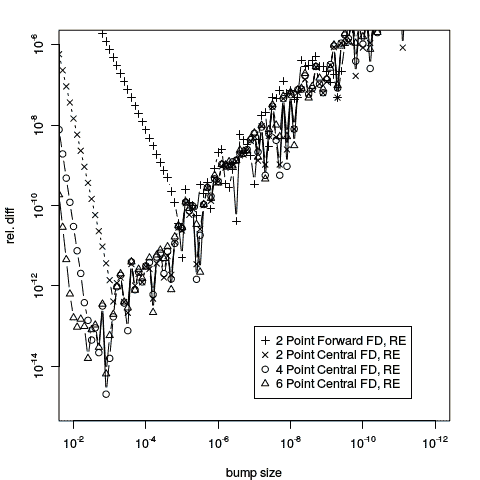 10-6
10-8
10-10
10-12
10-14
rel. diff
+ 2 Point Forward FD, RE
× 2 Point Central FD, RE
○ 4 Point Central FD, RE
△ 6 Point Central FD, RE
10-2 10-4 10-6 10-8 10-10 10-12
bump size